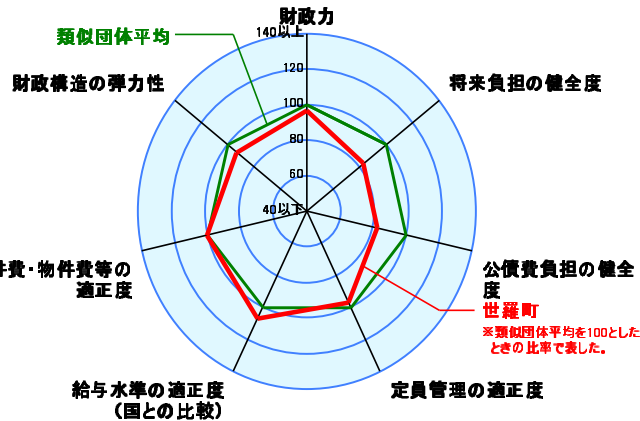 財政力
140以上
類似団体平均
120
財政構造の弾力性
将来負担の健全度
100
80
60
40以下
件費・物件費等の
適正度
公債費負担の健全
度
世羅町
※類似団体平均を100とした
ときの比率で表した。
給与水準の適正度
（国との比較）
定員管理の適正度